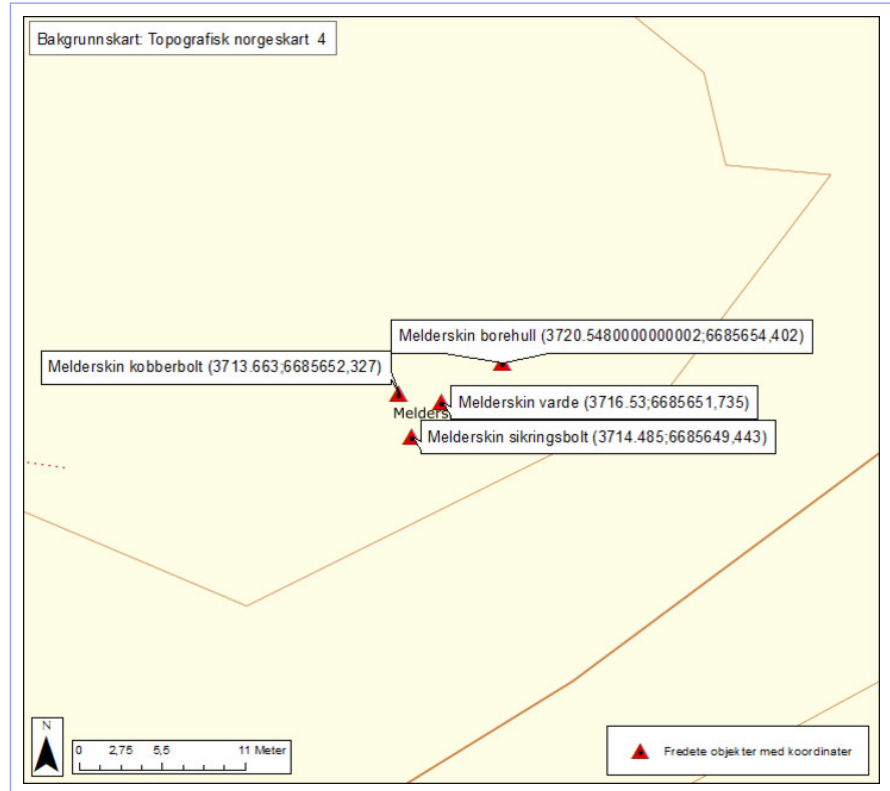 Bakgrunnskart: Topografisk norgeskart 4
Melderskin borehull (3720.5480000000002;6685654,402)
Melderskin kobberbolt (3713.663;6685652,327)
Melderskin varde (3716.53;6685651,735)
Melders
Melderskin sikringsbolt (3714.485;6685649,443)
N
0 2,75 5,5 11 Meter
Fredete objekter med koordinater